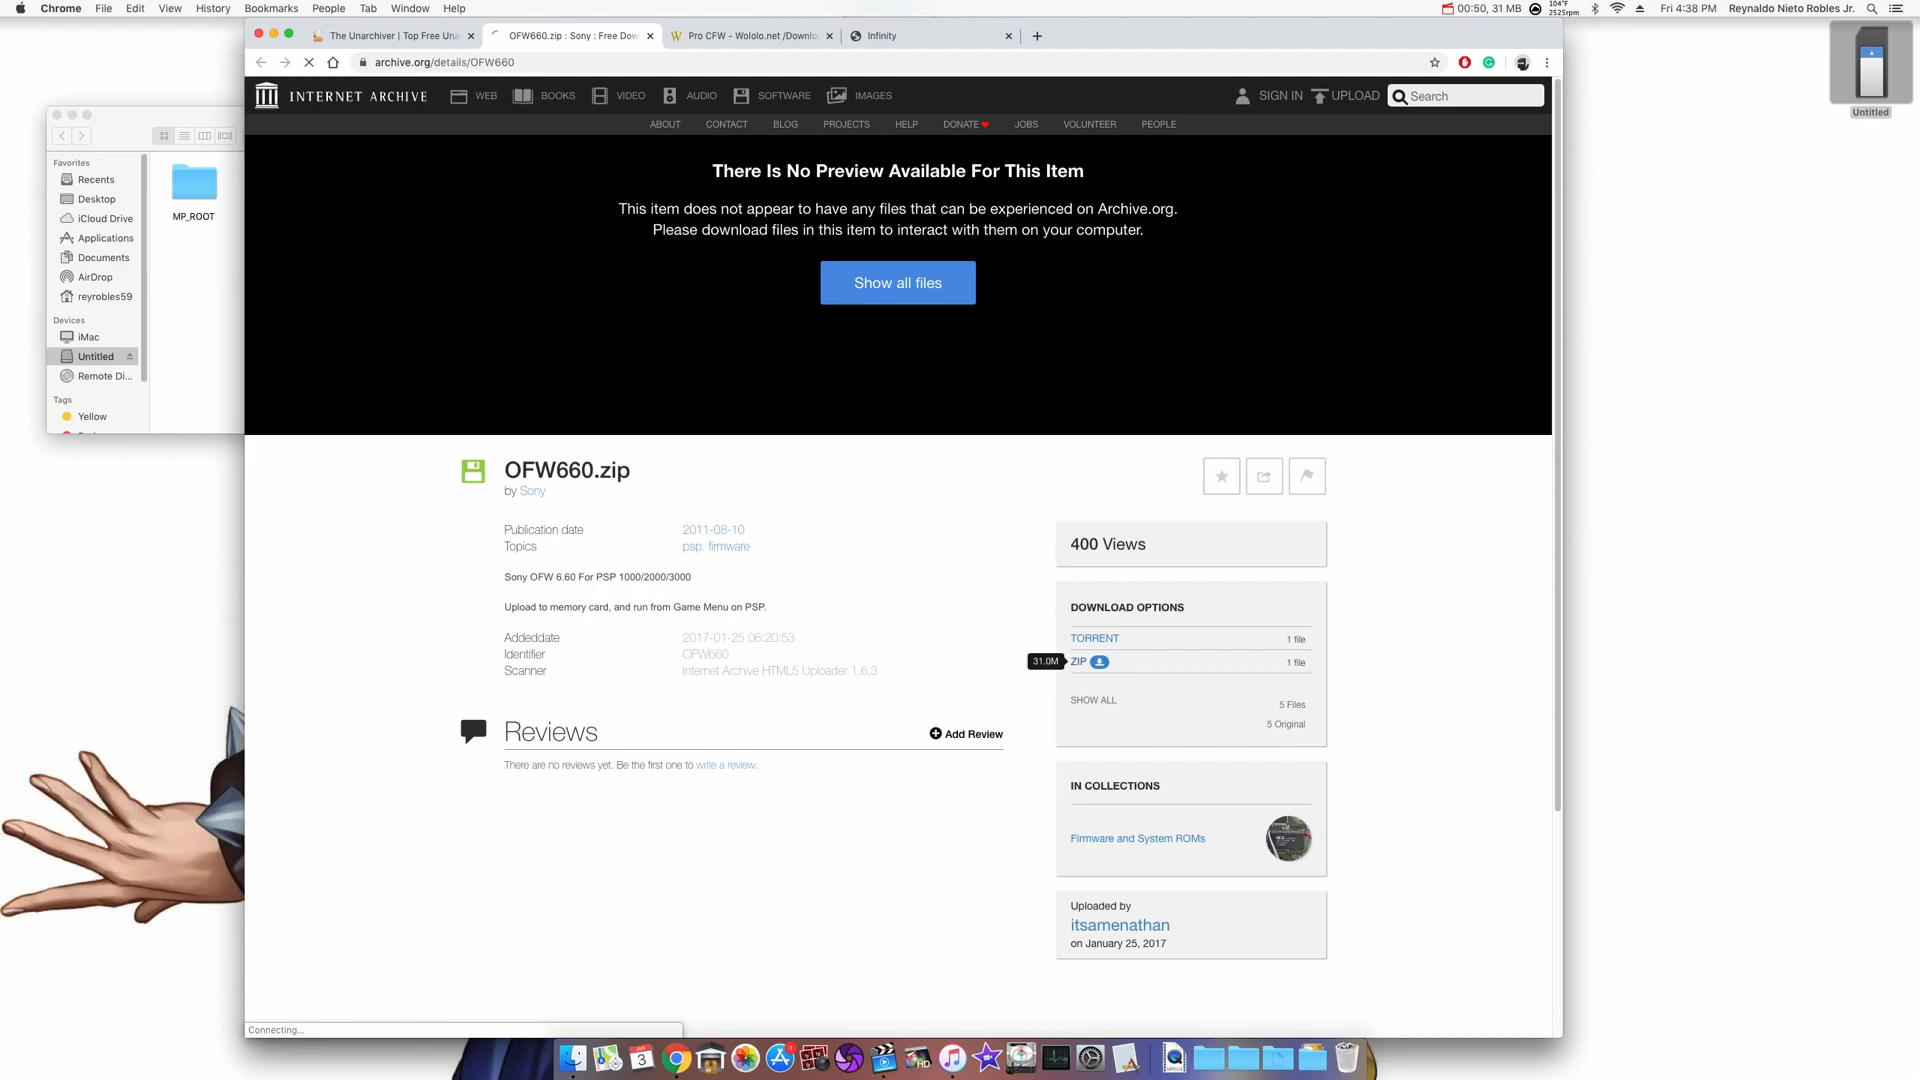 Chrome File Edit View History Bookmarks People Tab Window Help
00:50, 31 MB 104°F 2525rpm Fri 4:38 PM Reynaldo Nieto Robles Jr.
The Unarchiver | Top Free Una
OFW660.zip : Sony : Free Dow
Pro CFW - Wololo.net /Downlo
Infinity
archive.org/details/OFW660
INTERNET ARCHIVE WEB BOOKS VIDEO AUDIO SOFTWARE IMAGES SIGN IN UPLOAD Search
ABOUT CONTACT BLOG PROJECTS HELP DONATE JOBS VOLUNTEER PEOPLE
Untitled
Favorites
Recents
Desktop
iCloud Drive
Applications
Documents
AirDrop
reyrobles59
Devices
iMac
Untitled
Remote Di...
Tags
Yellow
MP_ROOT
There Is No Preview Available For This Item
This item does not appear to have any files that can be experienced on Archive.org.
Please download files in this item to interact with them on your computer.
Show all files
OFW660.zip
by Sony
Publication date 2011-08-10
Topics psp, firmware
Sony OFW 6.60 For PSP 1000/2000/3000
Upload to memory card, and run from Game Menu on PSP.
Addeddate 2017-01-25 06:20:53
Identifier OFW660
Scanner Internet Archive HTML5 Uploader 1.6.3
Reviews
Add Review
There are no reviews yet. Be the first one to write a review.
400 Views
DOWNLOAD OPTIONS
TORRENT 1 file
31.0M ZIP 1 file
SHOW ALL 5 Files
5 Original
IN COLLECTIONS
Firmware and System ROMs
Uploaded by
itsamenathan
on January 25, 2017
Connecting...
JAN
3
1
HD